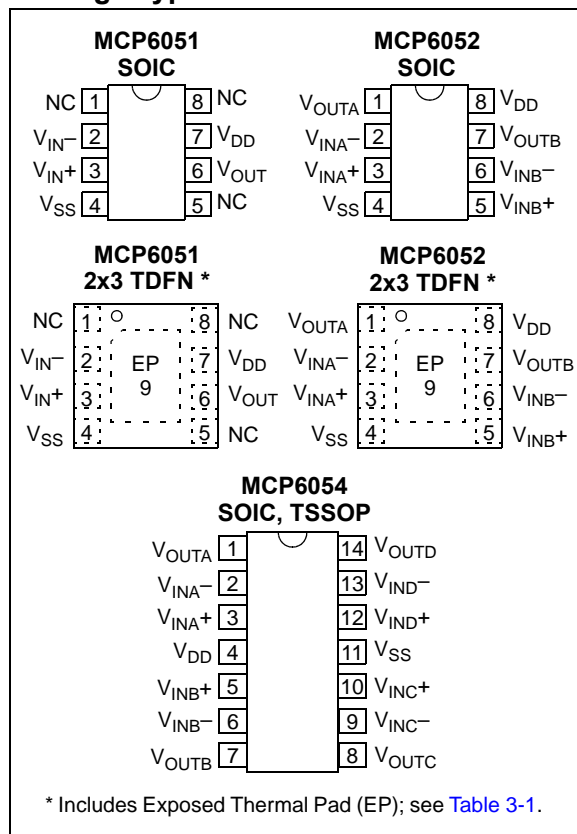 MCP6051 MCP6052
SOIC SOIC
NC 1 8 NC VOUTA 1 8 VDD
VIN– 2 7 VDD VINA– 2 7 VOUTB
VIN+ 3 6 VOUT VINA+ 3 6 VINB–
VSS 4 5 NC VSS 4 5 VINB+
MCP6051 MCP6052
2x3 TDFN * 2x3 TDFN *
NC 1 8 NC VOUTA 1 8 VDD
VIN– 2 EP 7 VDD VINA– 2 EP 7 VOUTB
VIN+ 3 9 6 VOUT VINA+ 3 9 6 VINB–
VSS 4 5 NC VSS 4 5 VINB+
MCP6054
SOIC, TSSOP
VOUTA 1 14 VOUTD
VINA– 2 13 VIND–
VINA+ 3 12 VIND+
VDD 4 11 VSS
VINB+ 5 10 VINC+
VINB– 6 9 VINC–
VOUTB 7 8 VOUTC
* Includes Exposed Thermal Pad (EP); see Table 3-1.